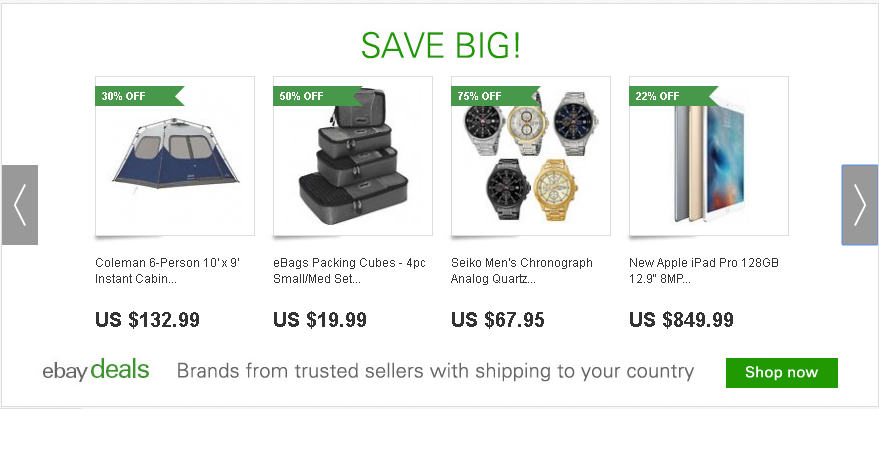 SAVE BIG!
30% OFF
50% OFF
75% OFF
22% OFF
Coleman 6-Person 10' x 9'
Instant Cabin...
US $132.99
eBags Packing Cubes - 4pc
Small/Med Set...
US $19.99
Seiko Men's Chronograph
Analog Quartz...
US $67.95
New Apple iPad Pro 128GB
12.9" 8MP...
US $849.99
ebay deals Brands from trusted sellers with shipping to your country Shop now